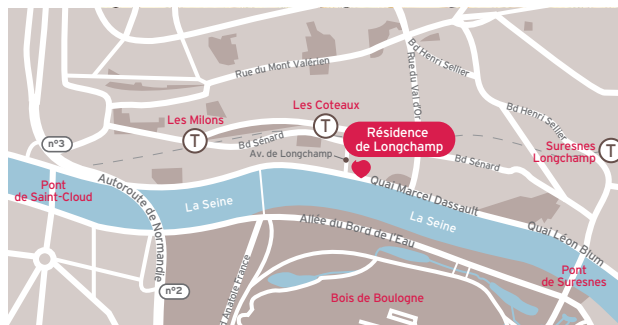 Rue du Mont Valérien
Bd Henri Sellier
Rue du Val d'Or
Bd Henri Sellier
Les Milons
T
Les Coteaux
T
Bd Sénard
Av. de Longchamp
Résidence
de Longchamp
Bd Sénard
Suresnes
Longchamp
T
n°3
Pont
de Saint-Cloud
Autoroute de Normandie
La Seine
Quai Marcel Dassault
La Seine
Allée du Bord de l'Eau
Quai Léon Blum
Pont
de Suresnes
n°2
d Anatole France
Bois de Boulogne